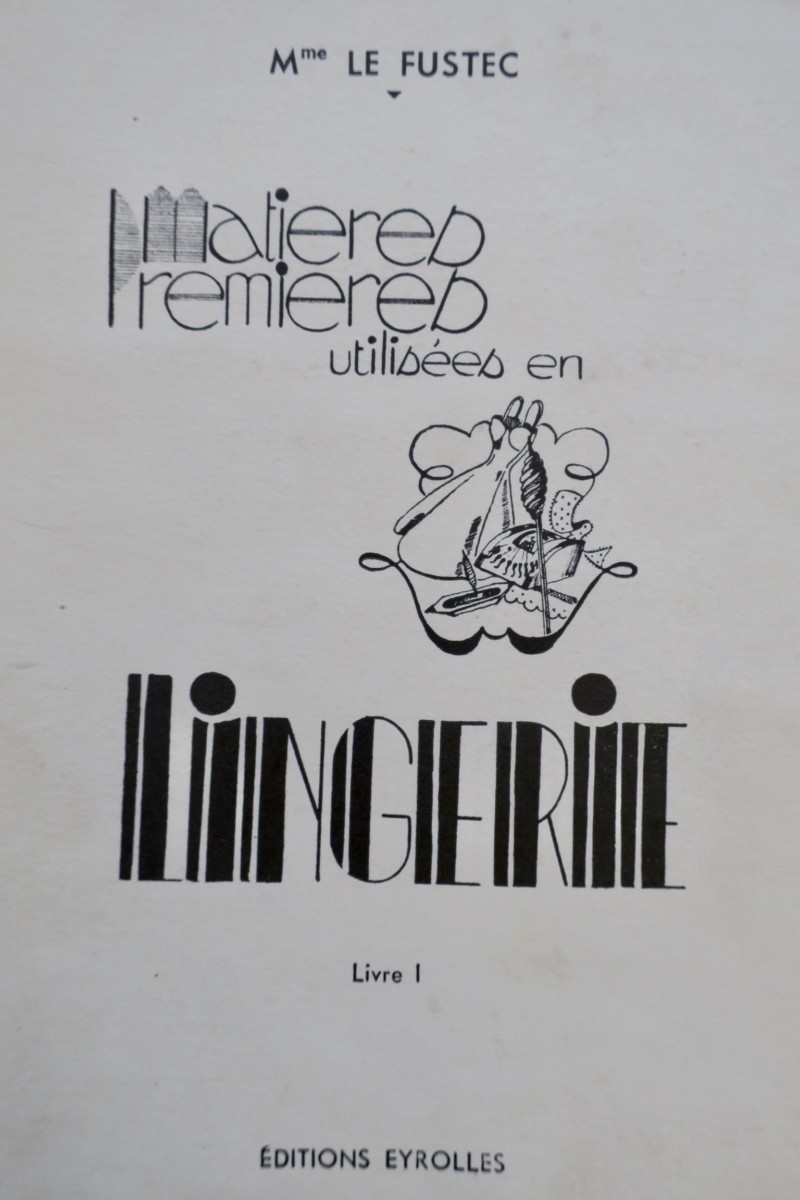 Mme LE FUSTEC
Matieres
Premieres
utilisées en
LiNGERiE
Livre I
ÉDITIONS EYROLLES